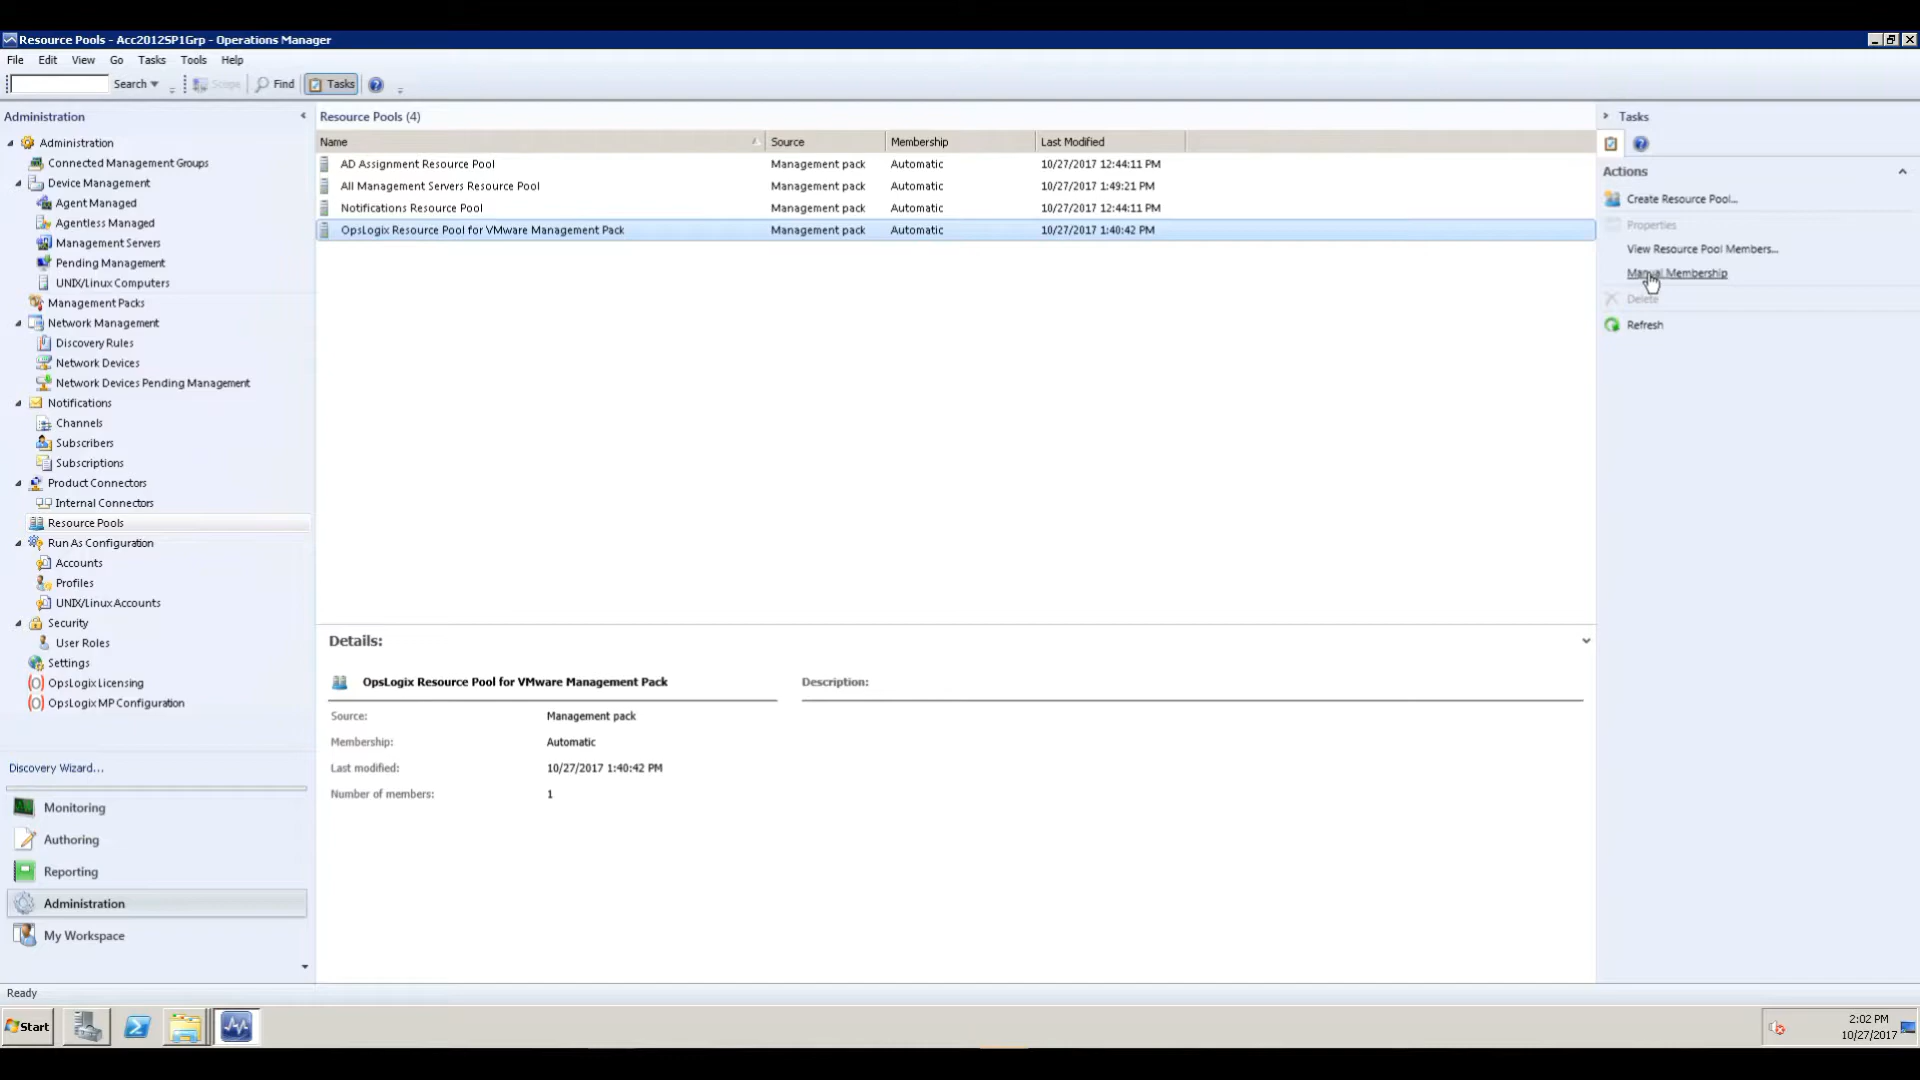 Resource Pools - Acc2012SP1Grp - Operations Manager
File Edit View Go Tasks Tools Help
Search Scope Find Tasks
Administration
Administration
Connected Management Groups
Device Management
Agent Managed
Agentless Managed
Management Servers
Pending Management
UNIX/Linux Computers
Management Packs
Network Management
Discovery Rules
Network Devices
Network Devices Pending Management
Notifications
Channels
Subscribers
Subscriptions
Product Connectors
Internal Connectors
Resource Pools
Run As Configuration
Accounts
Profiles
UNIX/Linux Accounts
Security
User Roles
Settings
OpsLogix Licensing
OpsLogix MP Configuration
Discovery Wizard...
Monitoring
Authoring
Reporting
Administration
My Workspace
Resource Pools (4)
Name Source Membership Last Modified
AD Assignment Resource Pool Management pack Automatic 10/27/2017 12:44:11 PM
All Management Servers Resource Pool Management pack Automatic 10/27/2017 1:49:21 PM
Notifications Resource Pool Management pack Automatic 10/27/2017 12:44:11 PM
OpsLogix Resource Pool for VMware Management Pack Management pack Automatic 10/27/2017 1:40:42 PM
Details:
OpsLogix Resource Pool for VMware Management Pack Description:
Source: Management pack
Membership: Automatic
Last modified: 10/27/2017 1:40:42 PM
Number of members: 1
Tasks
Actions
Create Resource Pool...
Properties
View Resource Pool Members...
Manual Membership
Delete
Refresh
Ready
Start
2:02 PM
10/27/2017